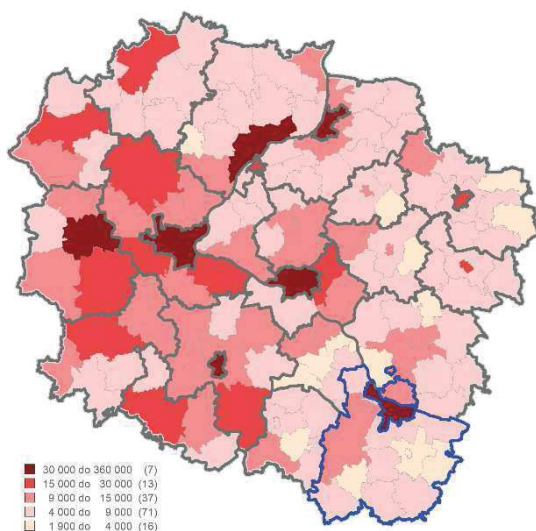 30 000 do 360 000 (7)
15 000 do 30 000 (13)
9 000 do 15 000 (37)
4 000 do 9 000 (71)
1 900 do 4 000 (16)